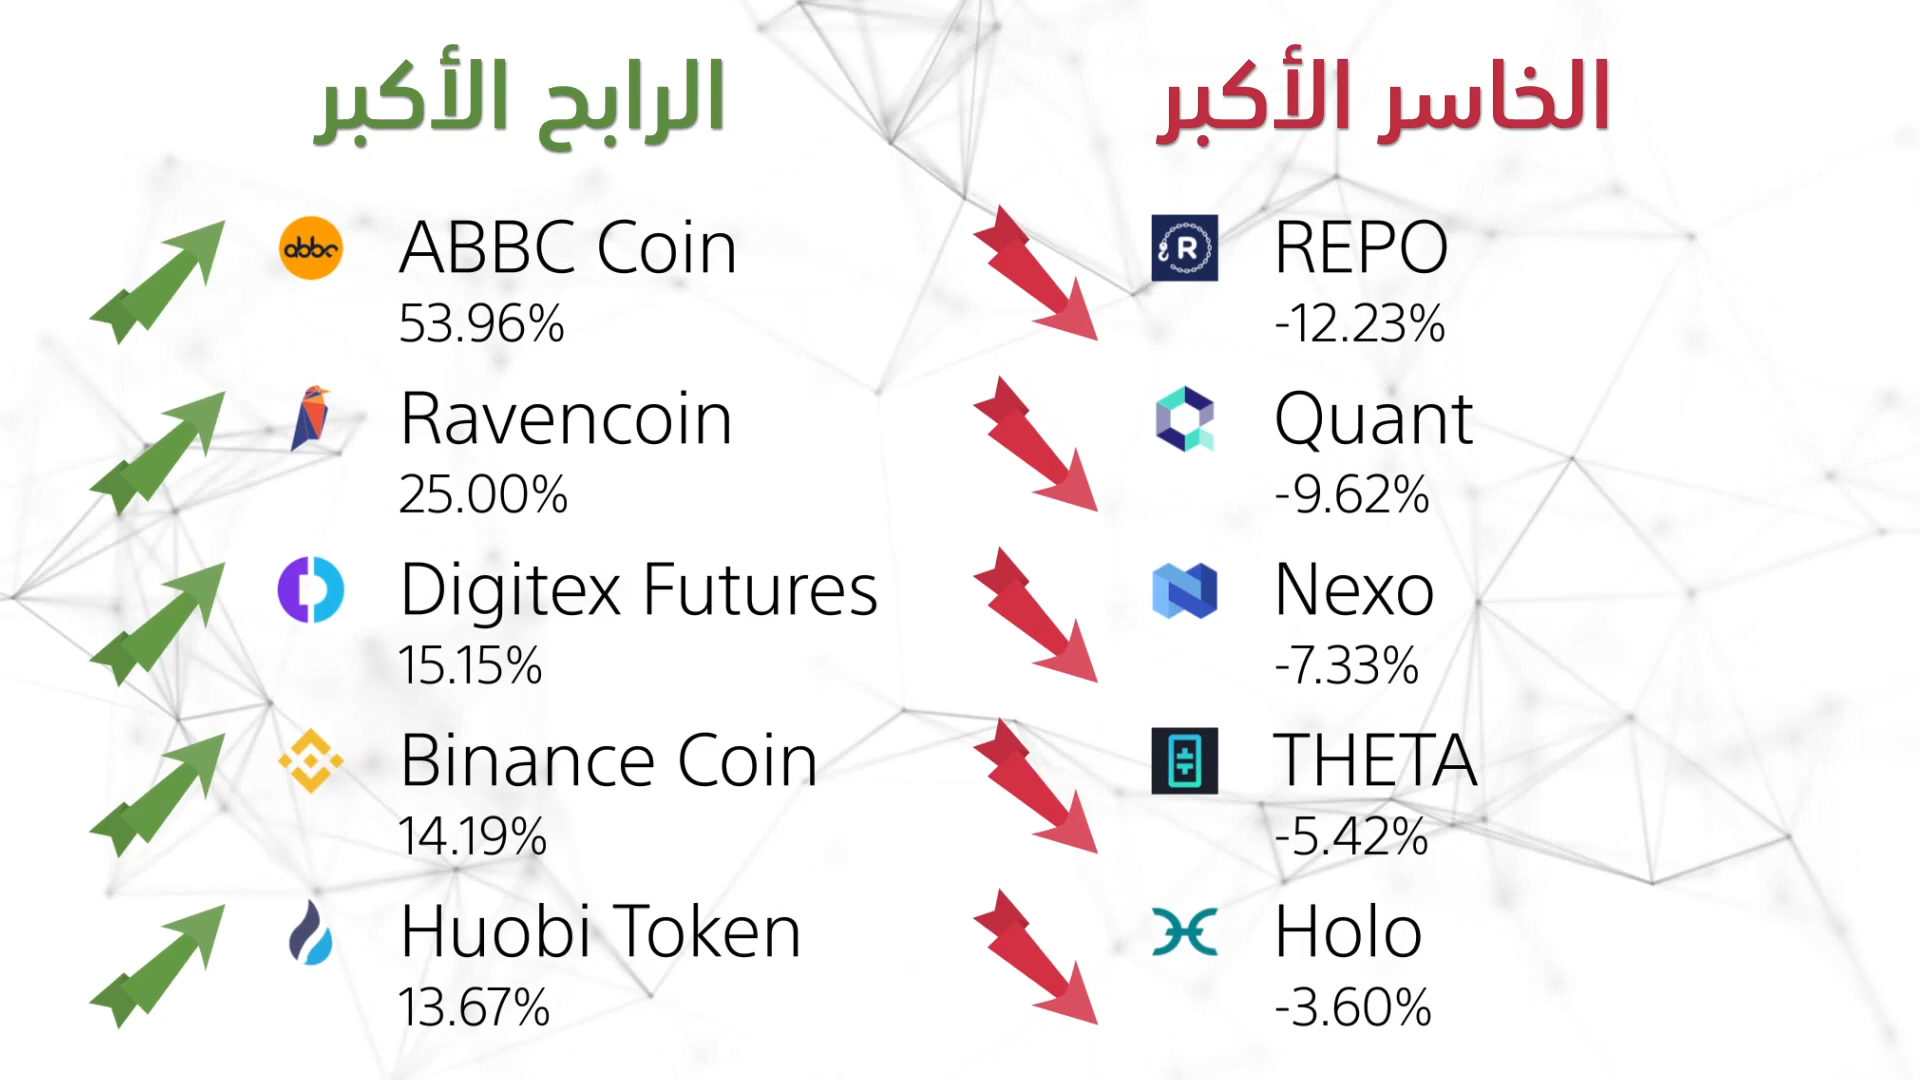 الرابح الأكبر
abbc
ABBC Coin
53.96%
Ravencoin
25.00%
Digitex Futures
15.15%
Binance Coin
14.19%
Huobi Token
13.67%
الخاسر الأكبر
R
REPO
-12.23%
Quant
-9.62%
Nexo
-7.33%
THETA
-5.42%
Holo
-3.60%